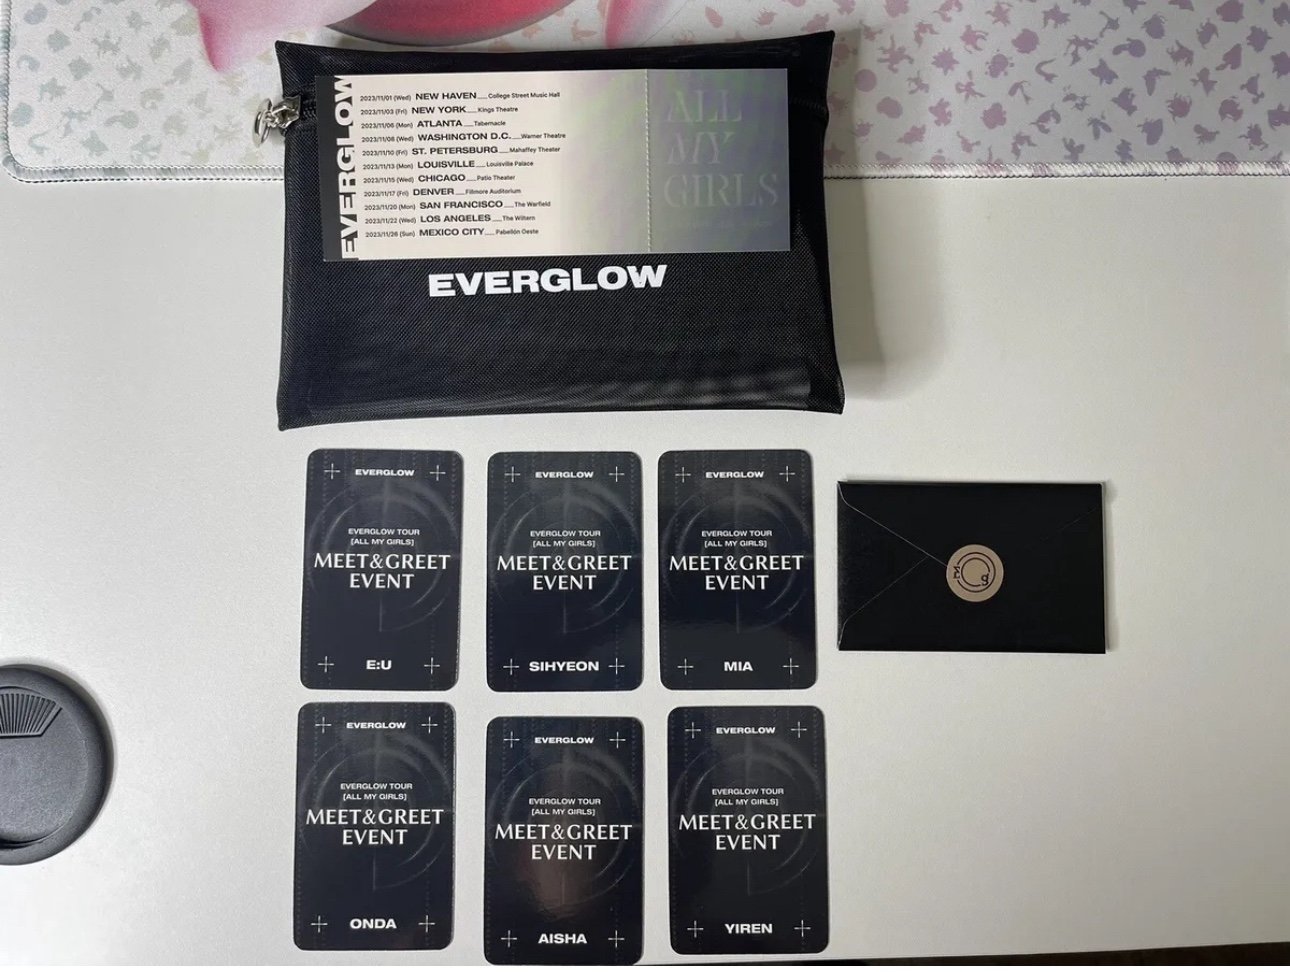 EVERGLOW
2023/11/01 (Wed) NEW HAVEN College Street Music Hall
2023/11/03 (Fri) NEW YORK Kings Theatre
2023/11/06 (Mon) ATLANTA Tabernacle
2023/11/08 (Wed) WASHINGTON D.C. Warner Theatre
2023/11/10 (Fri) ST. PETERSBURG Mahaffey Theater
2023/11/13 (Mon) LOUISVILLE Louisville Palace
2023/11/15 (Wed) CHICAGO Patio Theater
2023/11/17 (Fri) DENVER Fillmore Auditorium
2023/11/20 (Mon) SAN FRANCISCO The Warfield
2023/11/22 (Wed) LOS ANGELES The Wiltern
2023/11/26 (Sun) MEXICO CITY Pabellón Oeste
ALL
MY
GIRLS
EVERGLOW
EVERGLOW
EVERGLOW TOUR
[ALL MY GIRLS]
MEET&GREET
EVENT
E:U
EVERGLOW
EVERGLOW TOUR
[ALL MY GIRLS]
MEET&GREET
EVENT
SIHYEON
EVERGLOW
EVERGLOW TOUR
[ALL MY GIRLS]
MEET&GREET
EVENT
MIA
EVERGLOW
EVERGLOW TOUR
[ALL MY GIRLS]
MEET&GREET
EVENT
ONDA
EVERGLOW
EVERGLOW TOUR
[ALL MY GIRLS]
MEET&GREET
EVENT
AISHA
EVERGLOW
EVERGLOW TOUR
[ALL MY GIRLS]
MEET&GREET
EVENT
YIREN